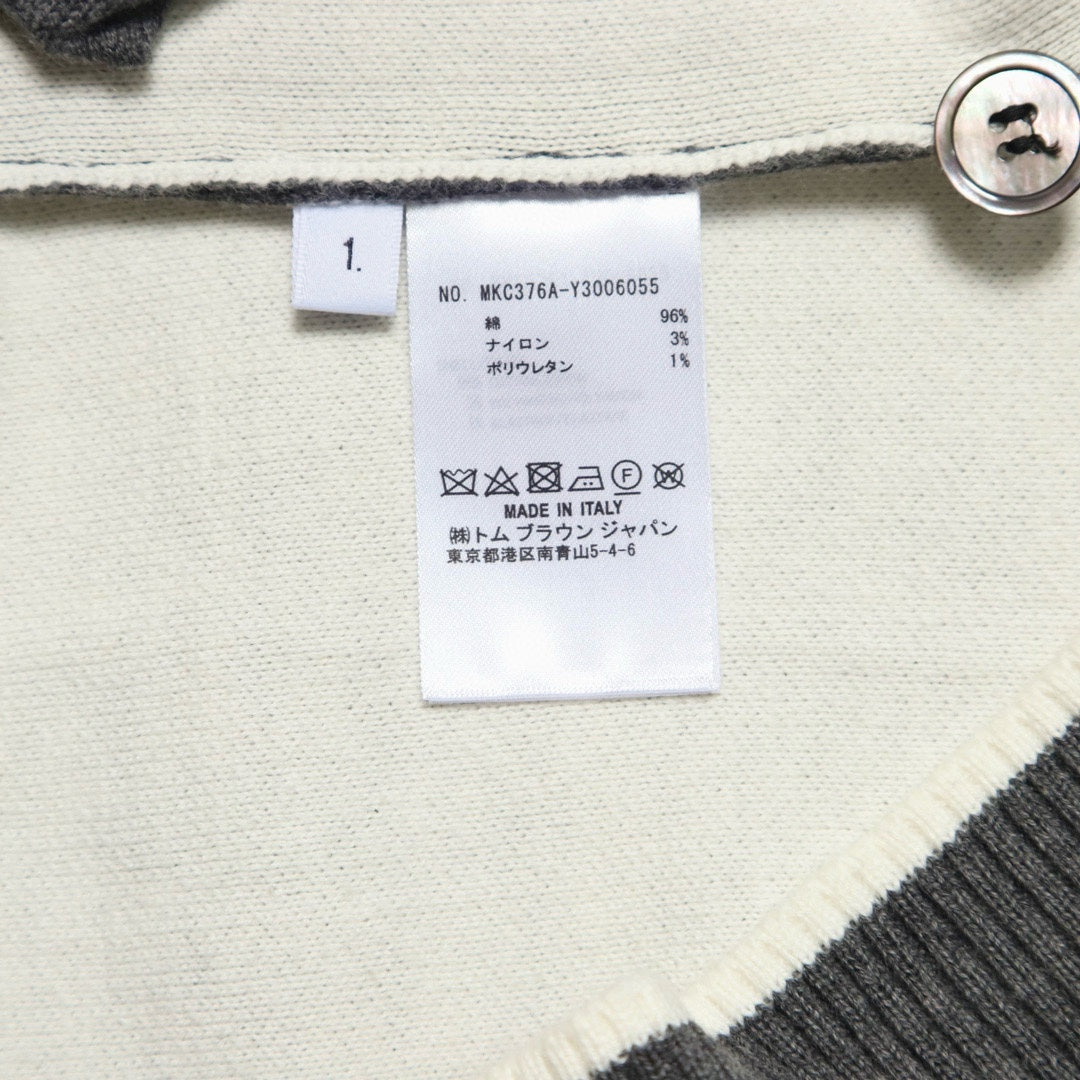 1.
NO. MKC376A-Y3006055
綿 96%
ナイロン 3%
ポリウレタン 1%
F W
MADE IN ITALY
㈱トム ブラウン ジャパン
東京都港区南青山5-4-6